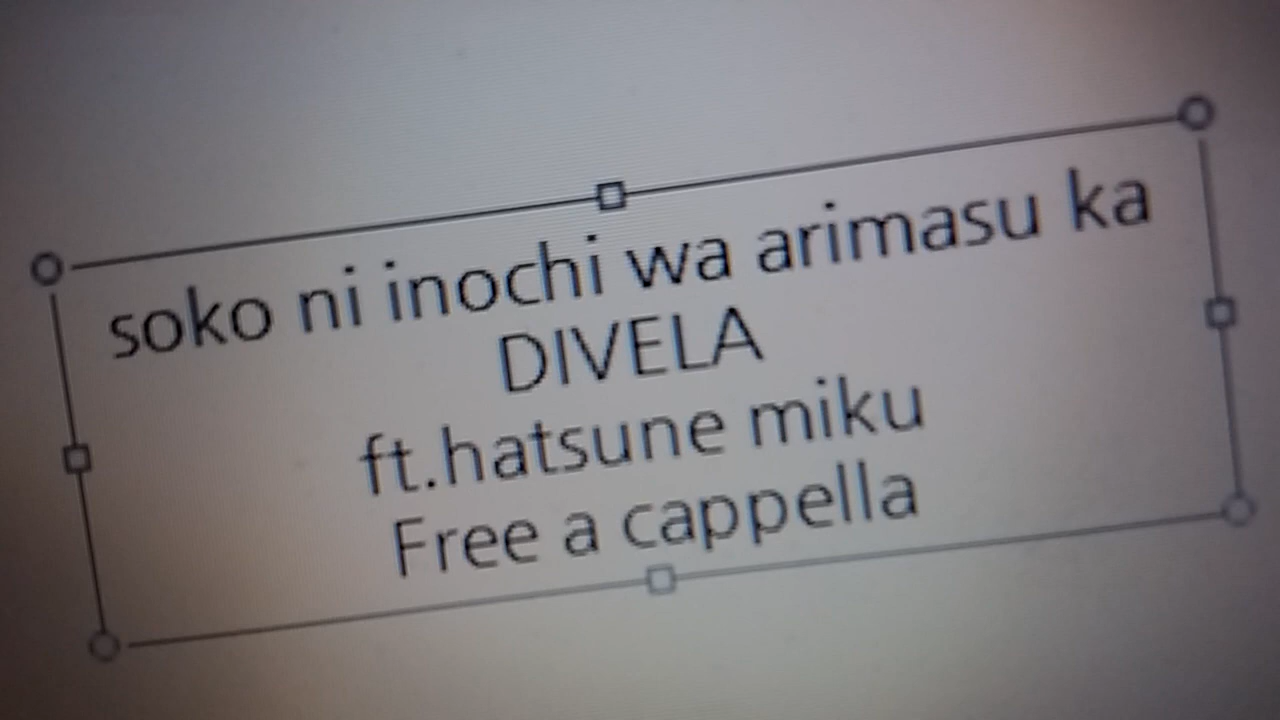 soko ni inochi wa arimasu ka
DIVELA
ft.hatsune miku
Free a cappella